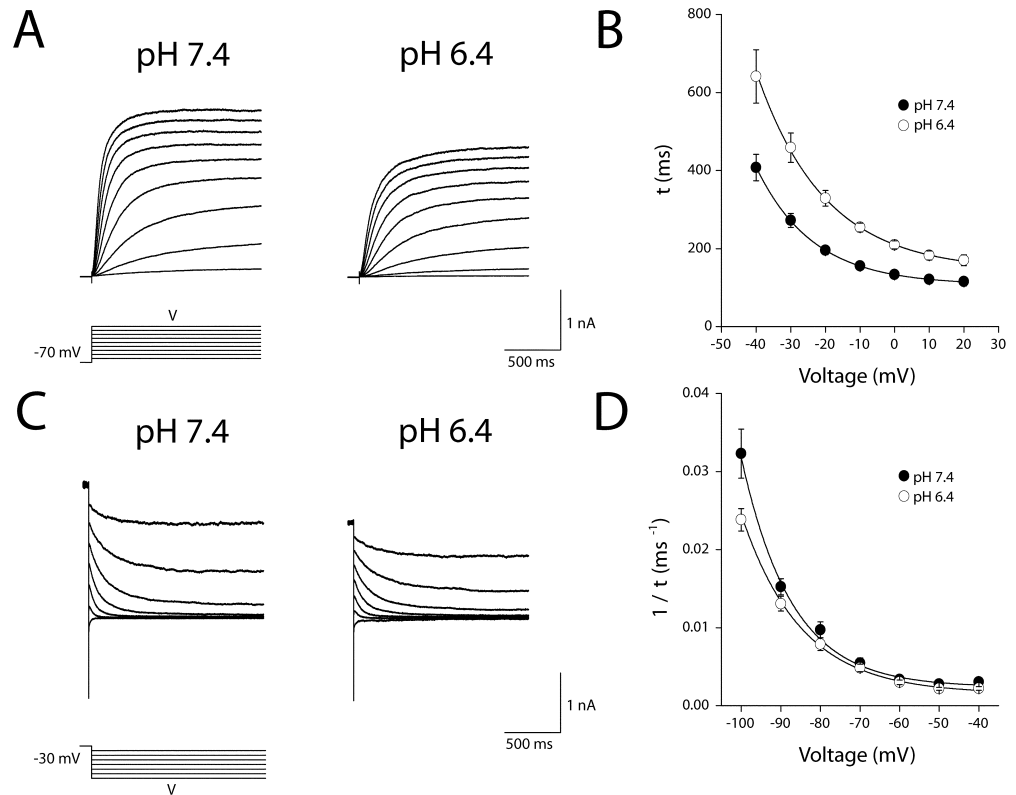 A
pH 7.4
pH 6.4
V
-70 mV
1 nA
500 ms
B
800
600
400
200
0
t (ms)
pH 7.4
pH 6.4
-50 -40 -30 -20 -10 0 10 20 30
Voltage (mV)
C
pH 7.4
pH 6.4
1 nA
500 ms
-30 mV
V
D
0.04
0.03
0.02
0.01
0.00
1 / t (ms -1)
pH 7.4
pH 6.4
-100 -90 -80 -70 -60 -50 -40
Voltage (mV)